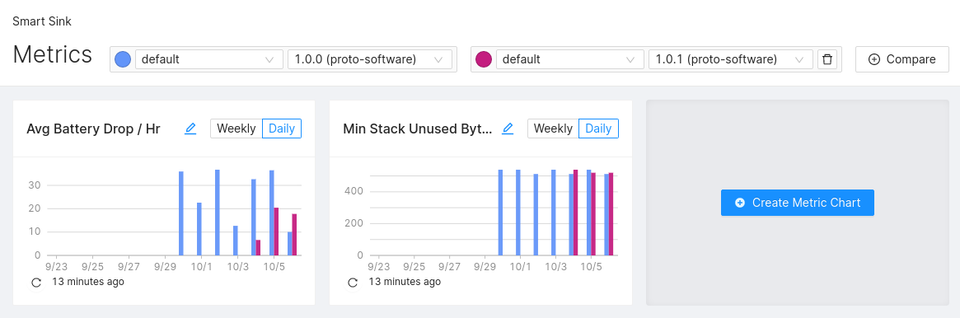 Smart Sink
Metrics
default
1.0.0 (proto-software)
default
1.0.1 (proto-software)
Compare
Avg Battery Drop / Hr
Weekly
Daily
30
20
10
0
9/23 9/25 9/27 9/29 10/1 10/3 10/5
13 minutes ago
Min Stack Unused Byt...
Weekly
Daily
400
200
0
9/23 9/25 9/27 9/29 10/1 10/3 10/5
13 minutes ago
Create Metric Chart